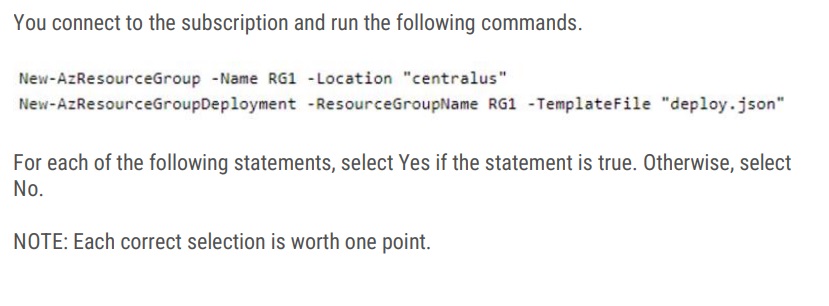 You connect to the subscription and run the following commands.
New-AzResourceGroup -Name RG1 -Location "centralus"
New-AzResourceGroupDeployment -ResourceGroupName RG1 -TemplateFile "deploy.json"
For each of the following statements, select Yes if the statement is true. Otherwise, select
No.
NOTE: Each correct selection is worth one point.